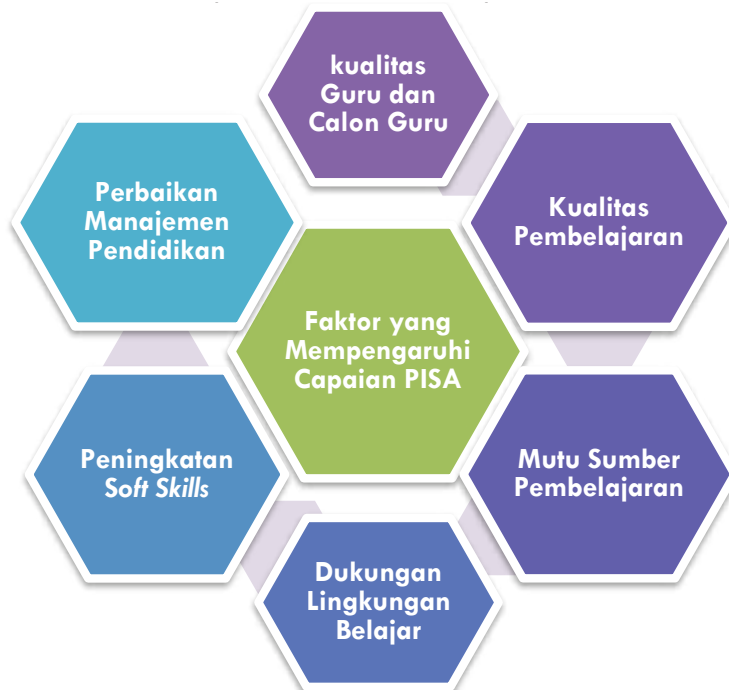 kualitas
Guru dan
Calon Guru
Perbaikan
Manajemen
Pendidikan
Kualitas
Pembelajaran
Faktor yang
Mempengaruhi
Capaian PISA
Peningkatan
Soft Skills
Mutu Sumber
Pembelajaran
Dukungan
Lingkungan
Belajar